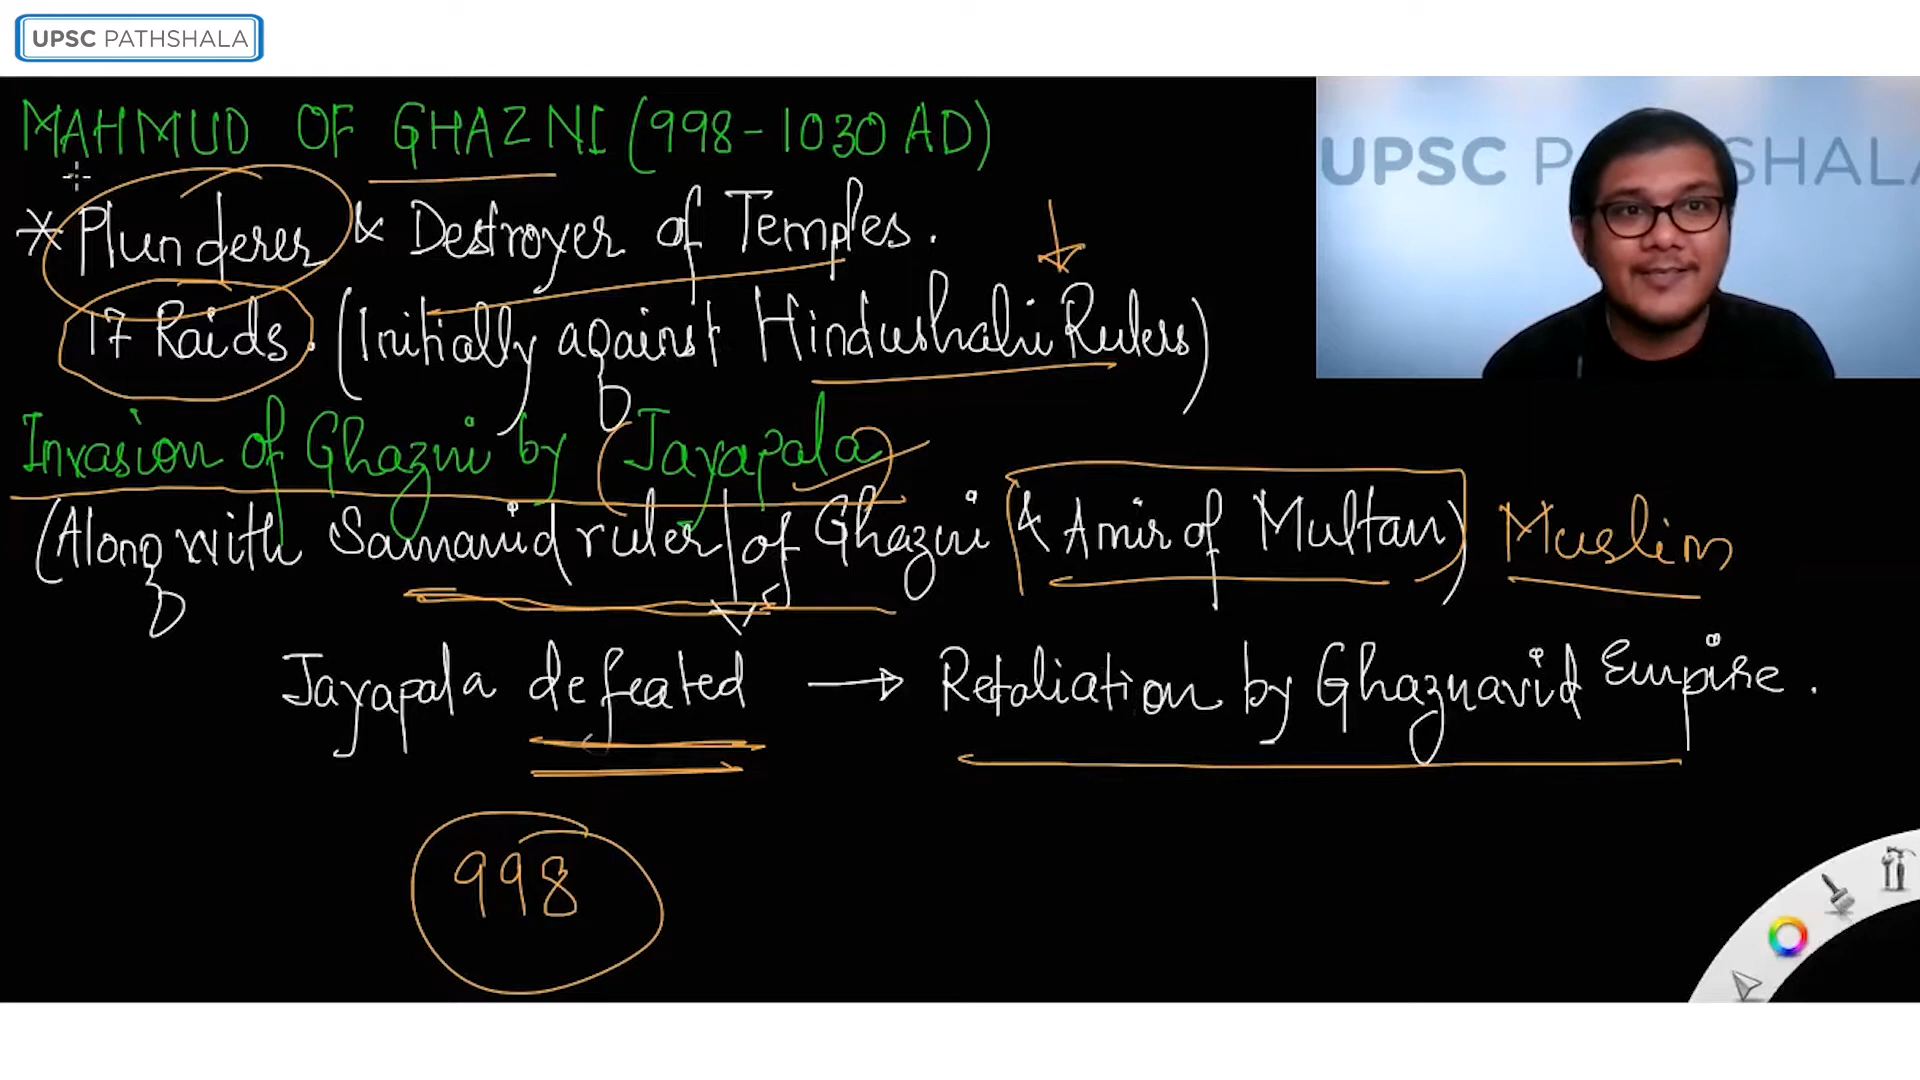 UPSC PATHSHALA
UPSC PATHSHALA
MAHMUD OF GHAZNI (998-1030 AD)
* Plunderer & Destroyer of Temples.
17 Raids. (Initially against Hindushahi Rulers)
Invasion of Ghazni by Jayapala
(Along with Samanid ruler of Ghazni & Amir of Multan) Muslim
Jayapala defeated → Retaliation by Ghaznavid Empire.
998